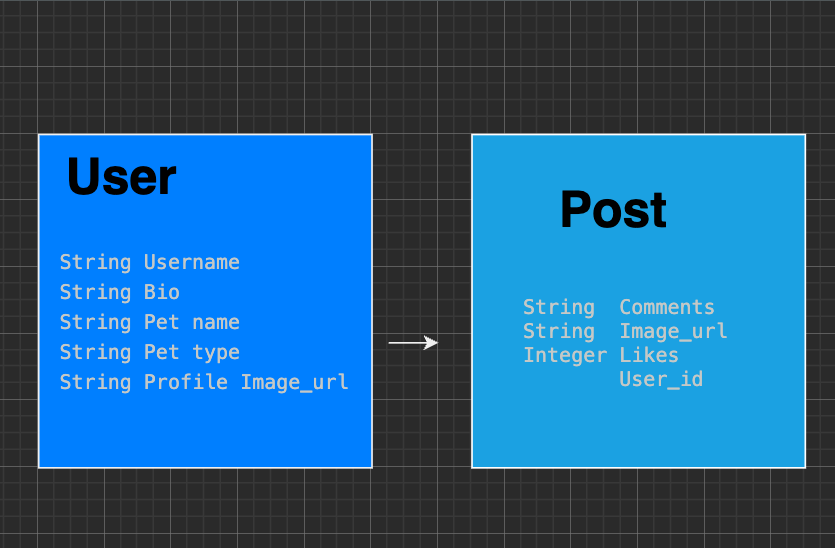 User
String Username
String Bio
String Pet name
String Pet type
String Profile Image_url
Post
String Comments
String Image_url
Integer Likes
User_id